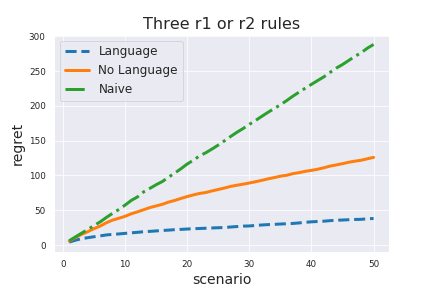 Three r1 or r2 rules
Language
No Language
Naive
regret
300
250
200
150
100
50
0
0 10 20 30 40 50
scenario